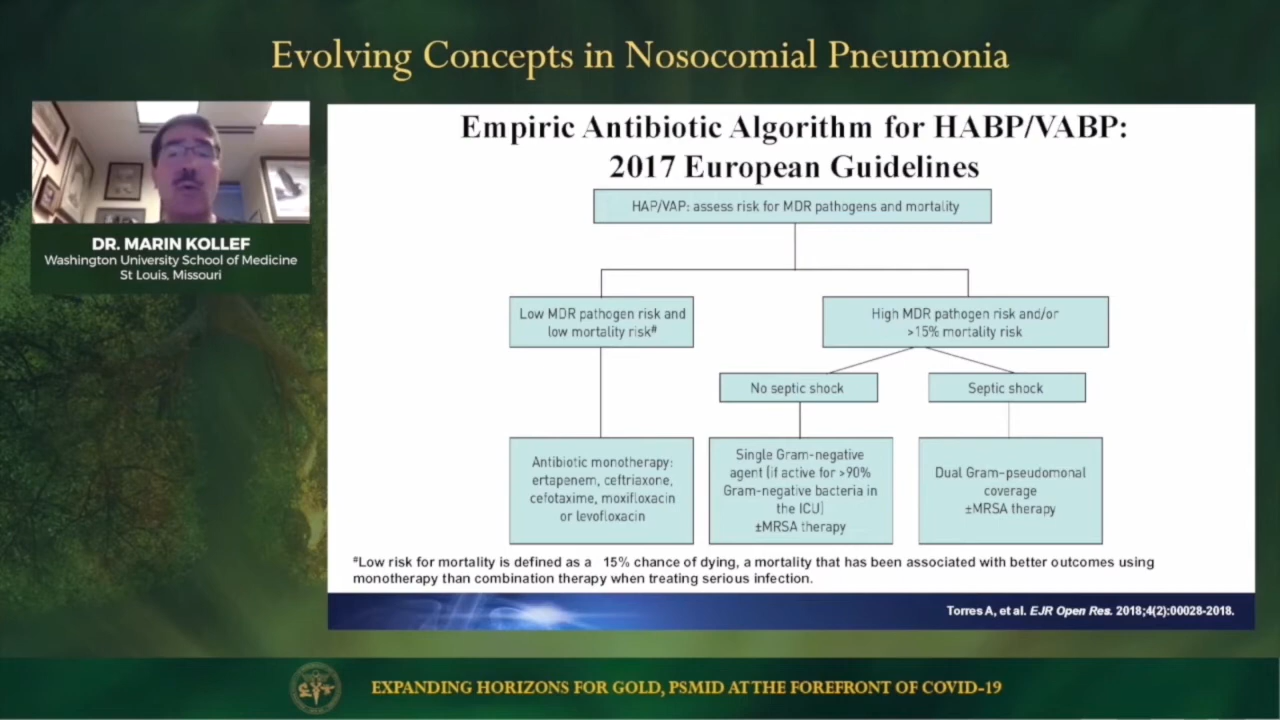 Evolving Concepts in Nosocomial Pneumonia
DR. MARIN KOLLEF
Washington University School of Medicine
St Louis, Missouri
Empiric Antibiotic Algorithm for HABP/VABP:
2017 European Guidelines
HAP/VAP: assess risk for MDR pathogens and mortality
Low MDR pathogen risk and
low mortality risk#
High MDR pathogen risk and/or
>15% mortality risk
No septic shock
Septic shock
Antibiotic monotherapy:
ertapenem, ceftriaxone,
cefotaxime, moxifloxacin
or levofloxacin
Single Gram-negative
agent (if active for >90%
Gram-negative bacteria in
the ICU)
±MRSA therapy
Dual Gram-pseudomonal
coverage
±MRSA therapy
#Low risk for mortality is defined as a 15% chance of dying, a mortality that has been associated with better outcomes using
monotherapy than combination therapy when treating serious infection.
Torres A, et al. EJR Open Res. 2018;4(2):00028-2018.
EXPANDING HORIZONS FOR GOLD, PSMID AT THE FOREFRONT OF COVID-19